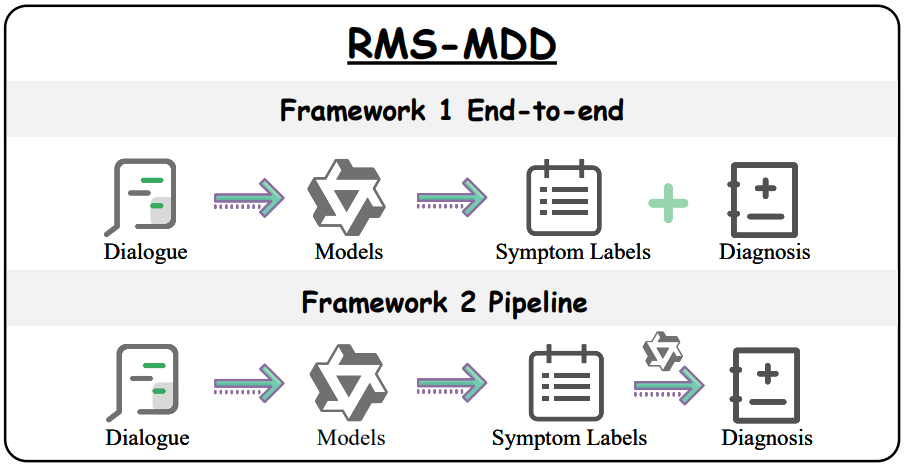 RMS-MDD
Framework 1 End-to-end
Dialogue Models Symptom Labels Diagnosis
Framework 2 Pipeline
Dialogue Models Symptom Labels Diagnosis